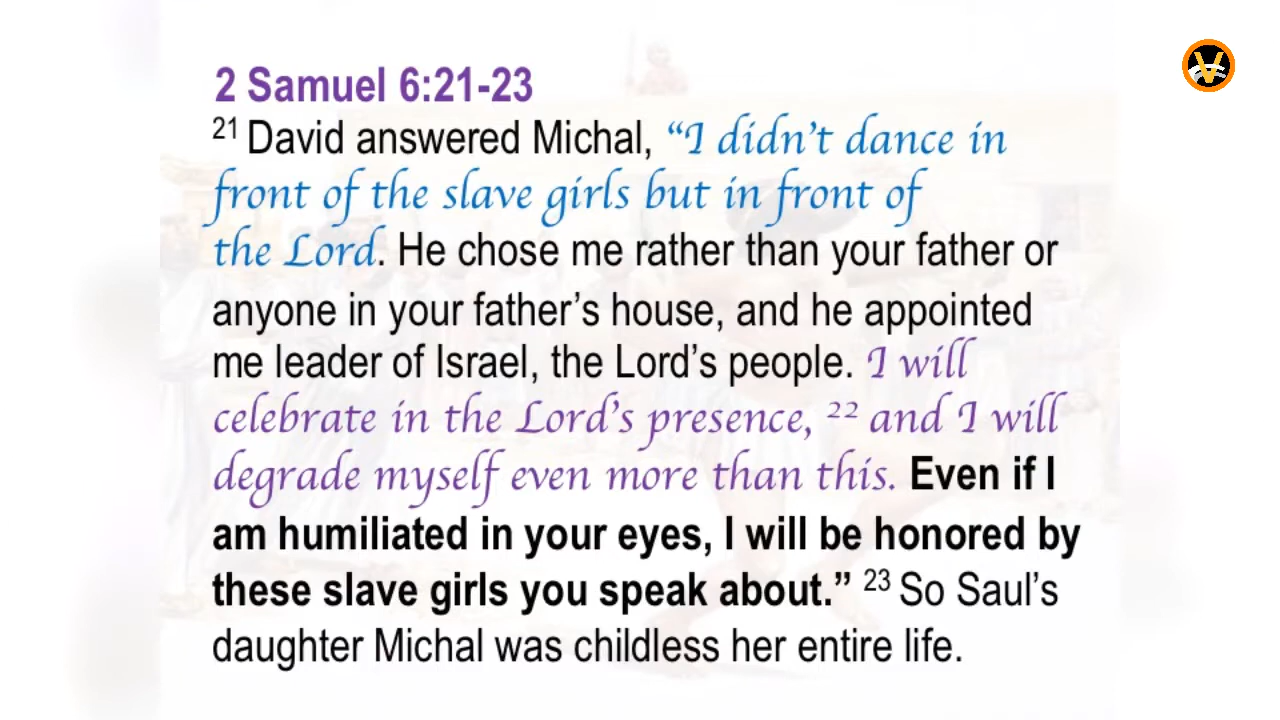 2 Samuel 6:21-23
21 David answered Michal, “I didn’t dance in
front of the slave girls but in front of
the Lord. He chose me rather than your father or
anyone in your father’s house, and he appointed
me leader of Israel, the Lord’s people. I will
celebrate in the Lord’s presence, 22 and I will
degrade myself even more than this. Even if I
am humiliated in your eyes, I will be honored by
these slave girls you speak about.” 23 So Saul’s
daughter Michal was childless her entire life.
V